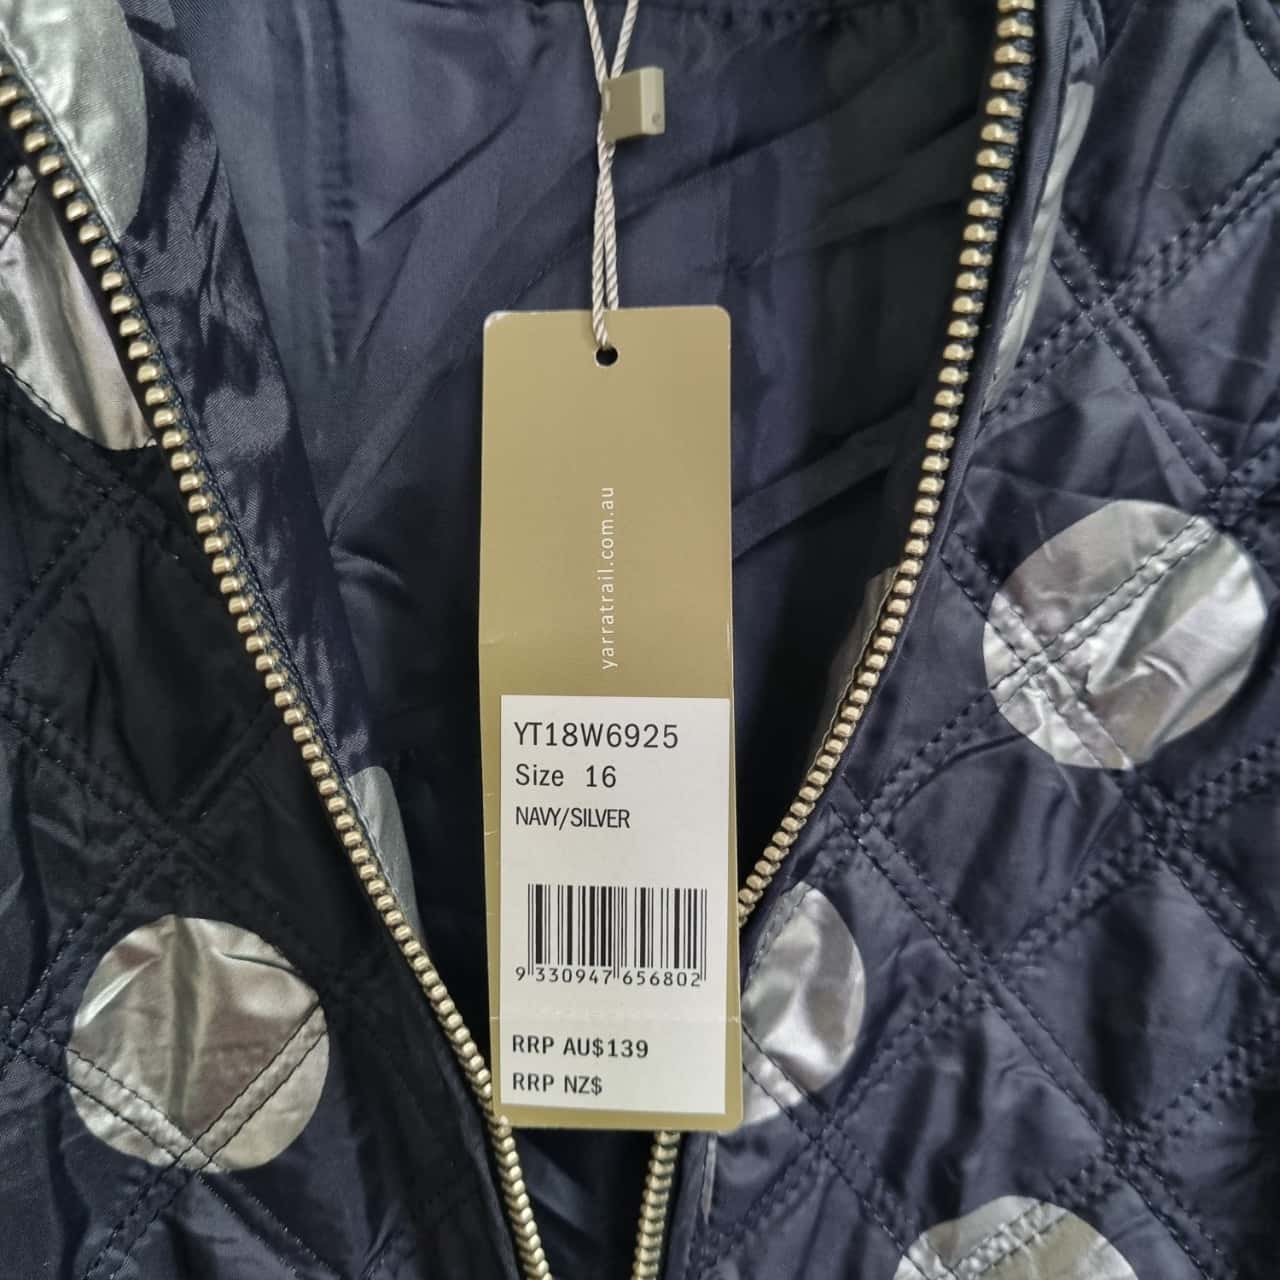 yarratrail.com.au
YT18W6925
Size 16
NAVY/SILVER
9 330947 656802
RRP AU$139
RRP NZ$